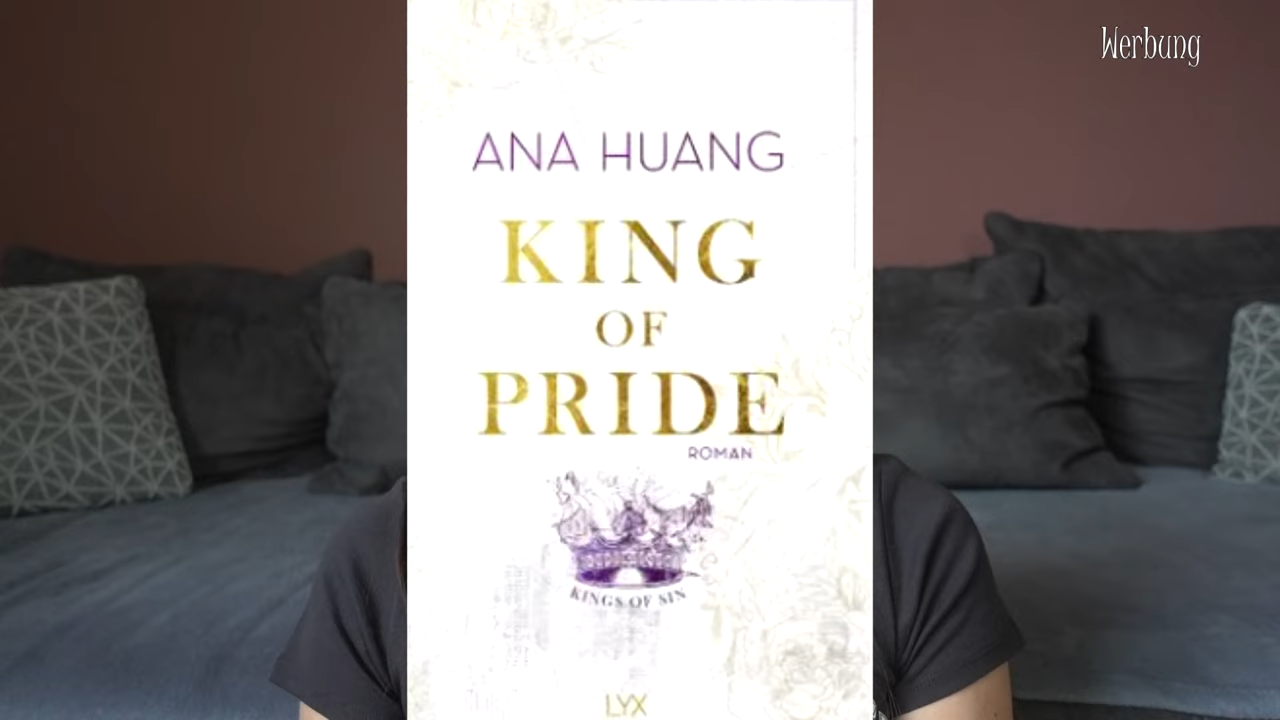 Werbung
ANA HUANG
KING
OF
PRIDE
ROMAN
KINGS OF SIN
LYX